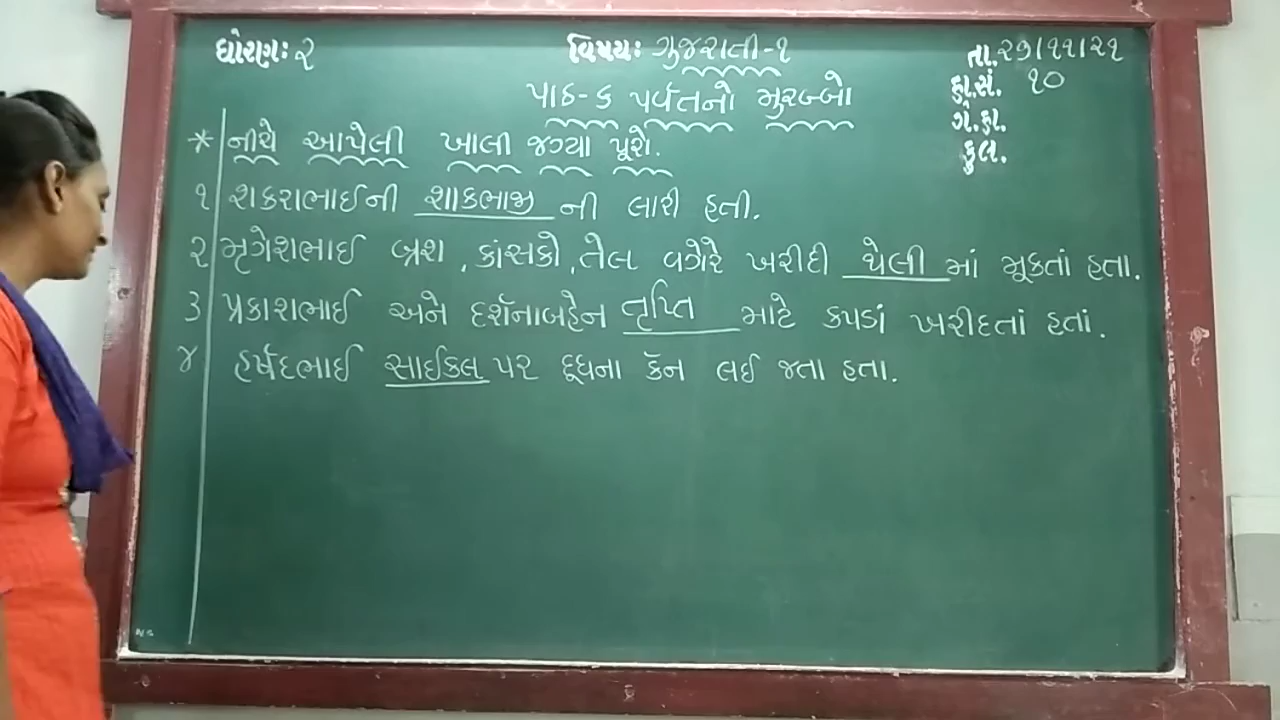 ધોરણઃ ૨ વિષયઃ ગુજરાતી-૧ તા.૨૭/૧૧/૨૧
પાઠ-૬ પર્વતનો મુરબ્બો હા.સં. ૧૦
ગે.હા.
કુલ.
* નીચે આપેલી ખાલી જગ્યા પૂરો.
૧ શકરાભાઈની શાકભાજી ની લારી હતી.
૨ મૃગેશભાઈ બ્રશ, કાંસકો, તેલ વગેરે ખરીદી થેલી માં મૂકતાં હતા.
૩ પ્રકાશભાઈ અને દર્શનાબહેન તૃપ્તિ માટે કપડાં ખરીદતાં હતાં.
૪ હર્ષદભાઈ સાઈકલ પર દૂધના કૅન લઈ જતા હતા.